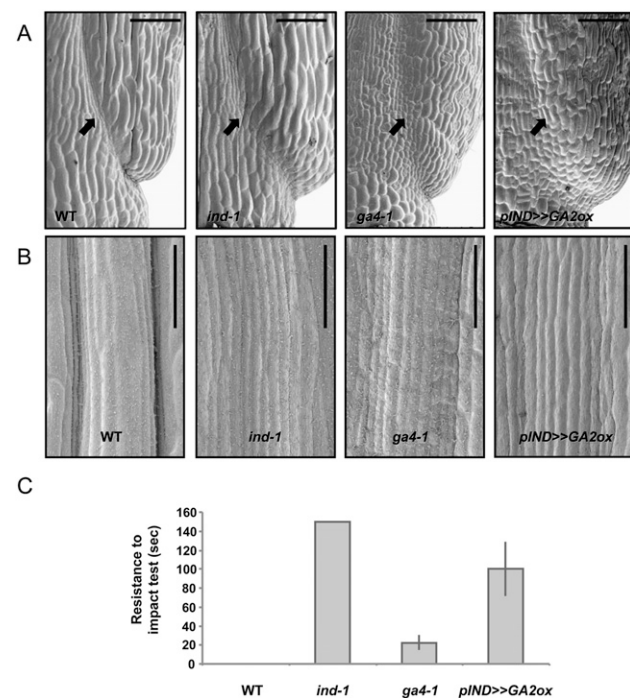 A
WT
ind-1
ga4-1
pIND>>GA2ox
B
WT
ind-1
ga4-1
pIND>>GA2ox
C
Resistance to
impact test (sec)
160
140
120
100
80
60
40
20
0
WT
ind-1
ga4-1
pIND>>GA2ox